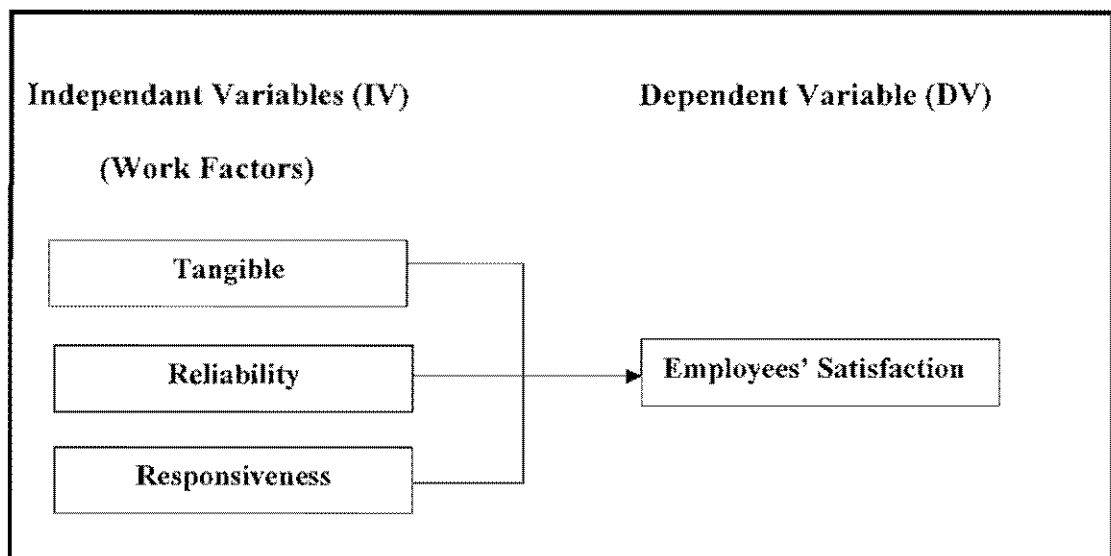 Independant Variables (IV)
Dependent Variable (DV)
(Work Factors)
Tangible
Reliability
Employees' Satisfaction
Responsiveness